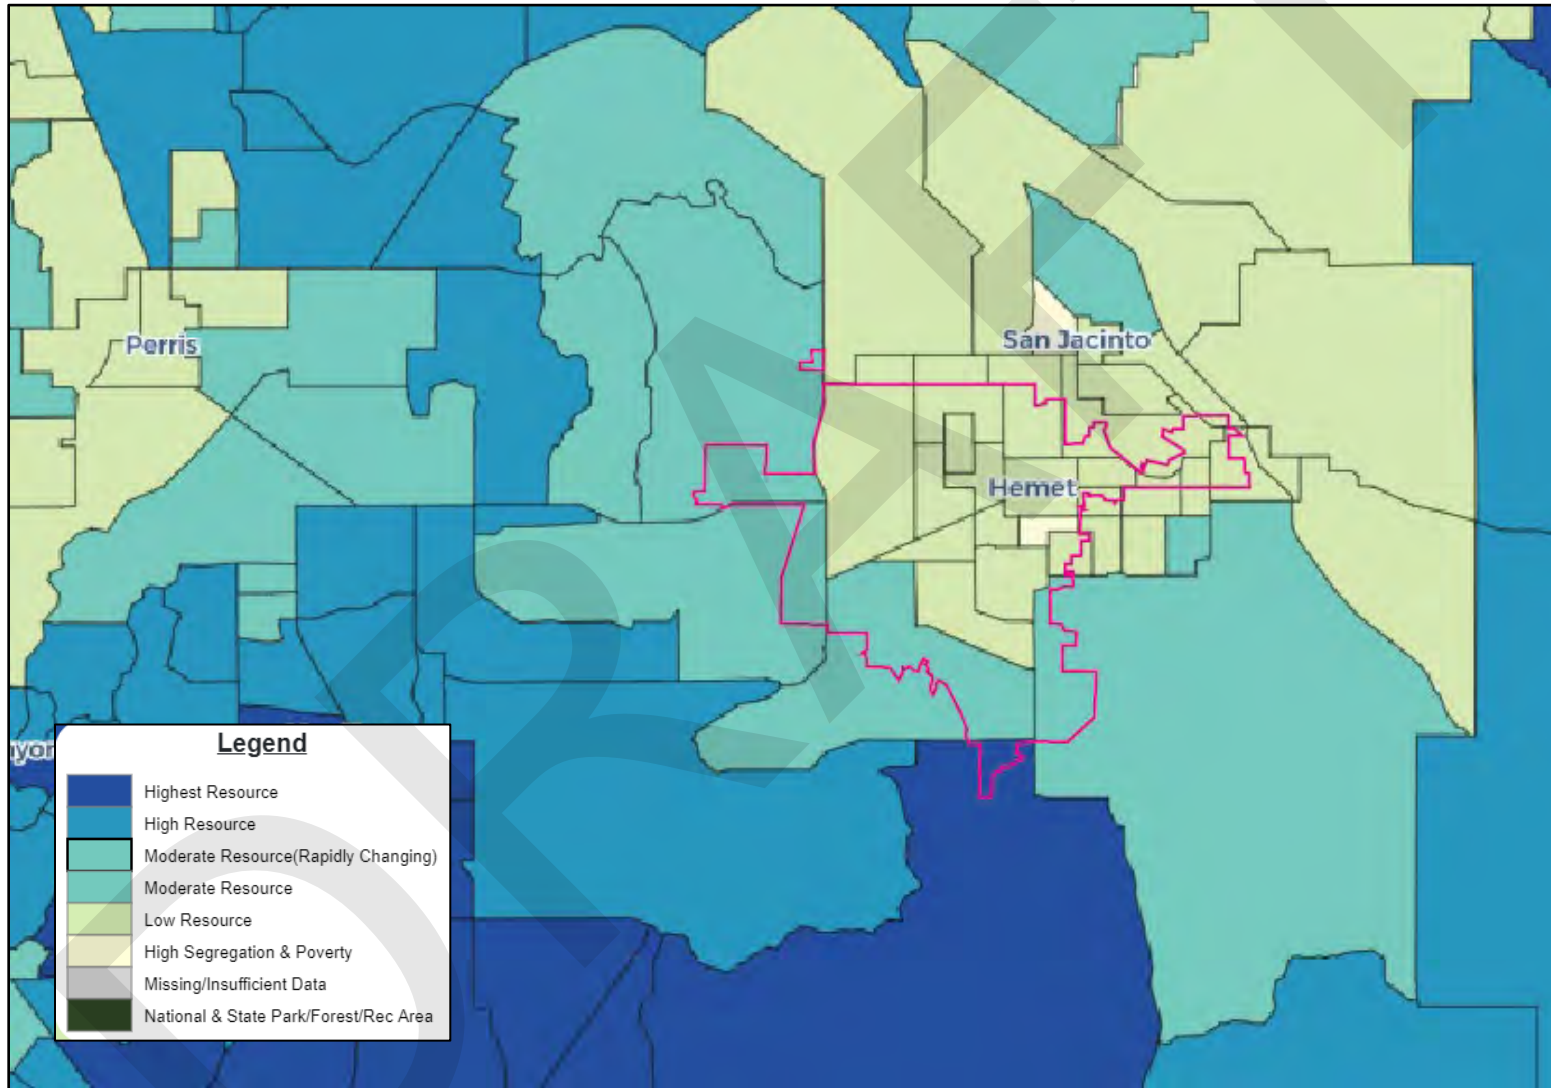 San Jacinto
Perris
Hemet
Legend
Highest Resource
High Resource
Moderate Resource(Rapidly Changing)
Moderate Resource
Low Resource
High Segregation & Poverty
Missing/Insufficient Data
National & State Park/Forest/Rec Area
DRAFT